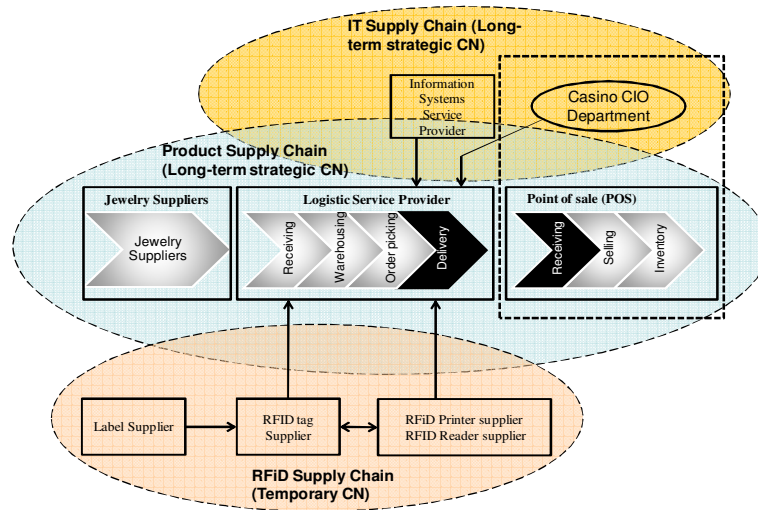 IT Supply Chain (Long-
term strategic CN)
Information
Systems
Service
Provider
Casino CIO
Department
Product Supply Chain
(Long-term strategic CN)
Jewelry Suppliers
Logistic Service Provider
Point of sale (POS)
Jewelry
Suppliers
Receiving
Warehousing
Order picking
Delivery
Receiving
Selling
Inventory
Label Supplier
RFID tag
Supplier
RFiD Printer supplier
RFID Reader supplier
RFiD Supply Chain
(Temporary CN)